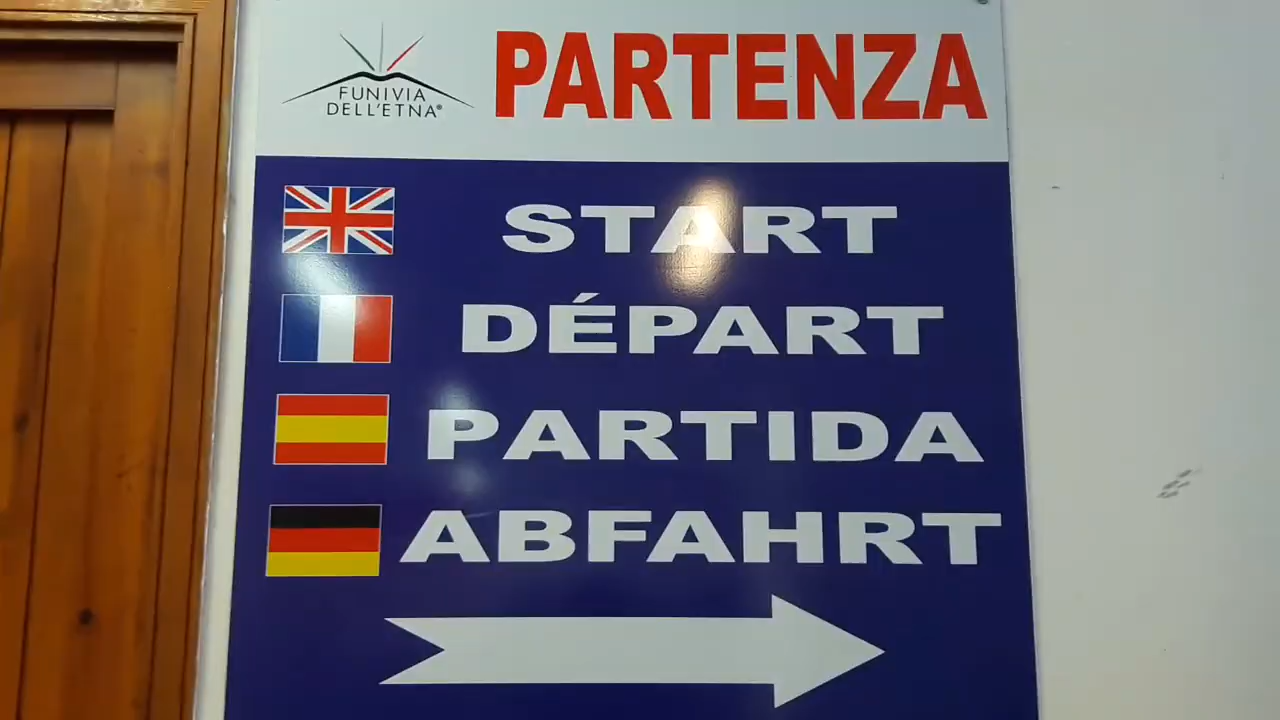 FUNIVIA
DELL'ETNA®
PARTENZA
START
DÉPART
PARTIDA
ABFAHRT